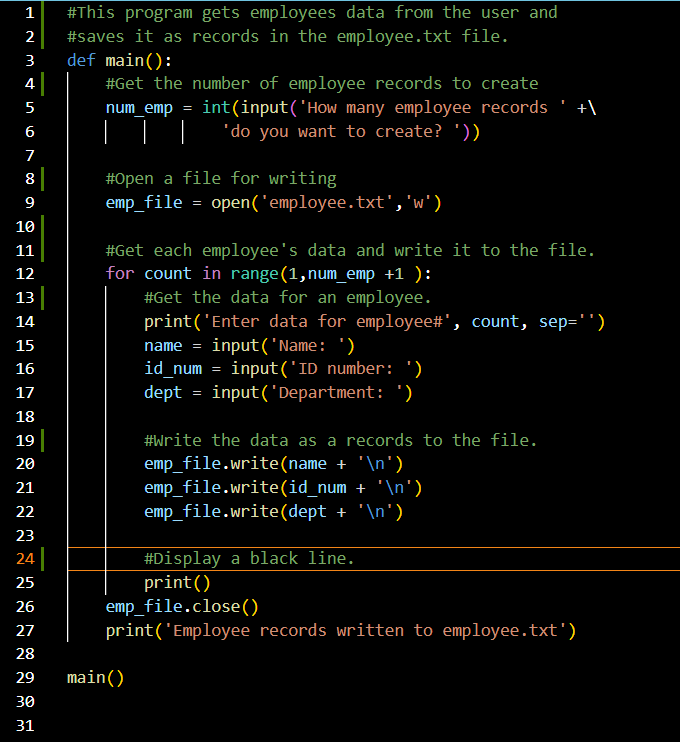 1 #This program gets employees data from the user and
2 #saves it as records in the employee.txt file.
3 def main():
4     #Get the number of employee records to create
5     num_emp = int(input('How many employee records ' +\
6                 'do you want to create? '))
7
8     #Open a file for writing
9     emp_file = open('employee.txt','w')
10
11     #Get each employee's data and write it to the file.
12     for count in range(1,num_emp +1 ):
13         #Get the data for an employee.
14         print('Enter data for employee#', count, sep='')
15         name = input('Name: ')
16         id_num = input('ID number: ')
17         dept = input('Department: ')
18
19         #Write the data as a records to the file.
20         emp_file.write(name + '\n')
21         emp_file.write(id_num + '\n')
22         emp_file.write(dept + '\n')
23
24         #Display a black line.
25         print()
26     emp_file.close()
27     print('Employee records written to employee.txt')
28
29 main()
30
31